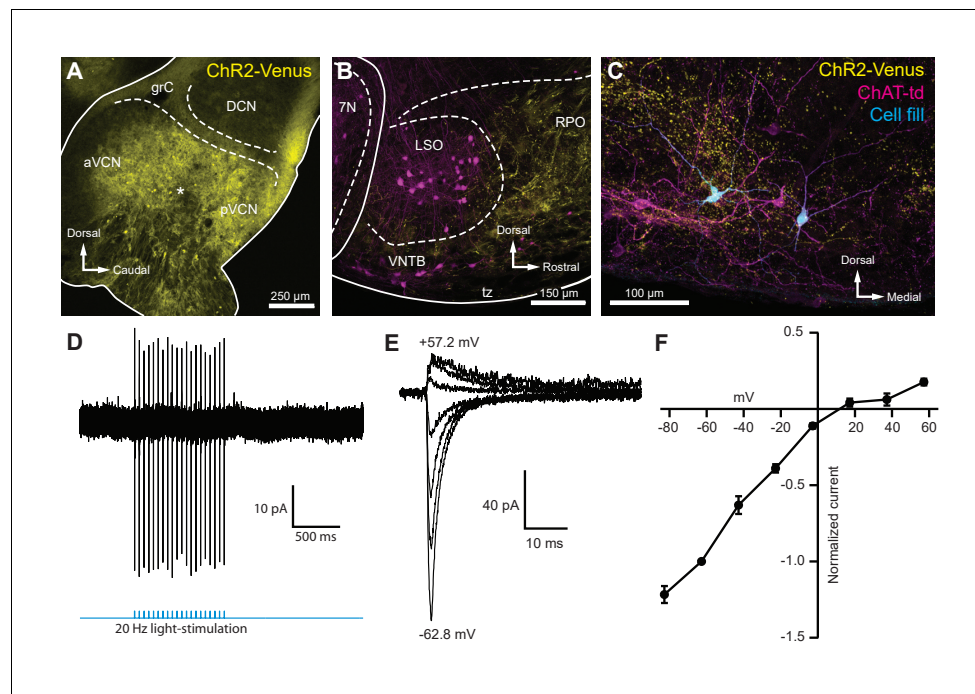 A
ChR2-Venus
grC
DCN
aVCN
*
pVCN
Dorsal
Caudal
250 µm
B
7N
LSO
RPO
VNTB
Dorsal
Rostral
tz
150 µm
C
ChR2-Venus
ChAT-td
Cell fill
Dorsal
Medial
100 µm
D
10 pA
500 ms
20 Hz light-stimulation
E
+57.2 mV
40 pA
10 ms
-62.8 mV
F
0.5
mV
-80 -60 -40 -20 20 40 60
-0.5
-1.0
-1.5
Normalized current